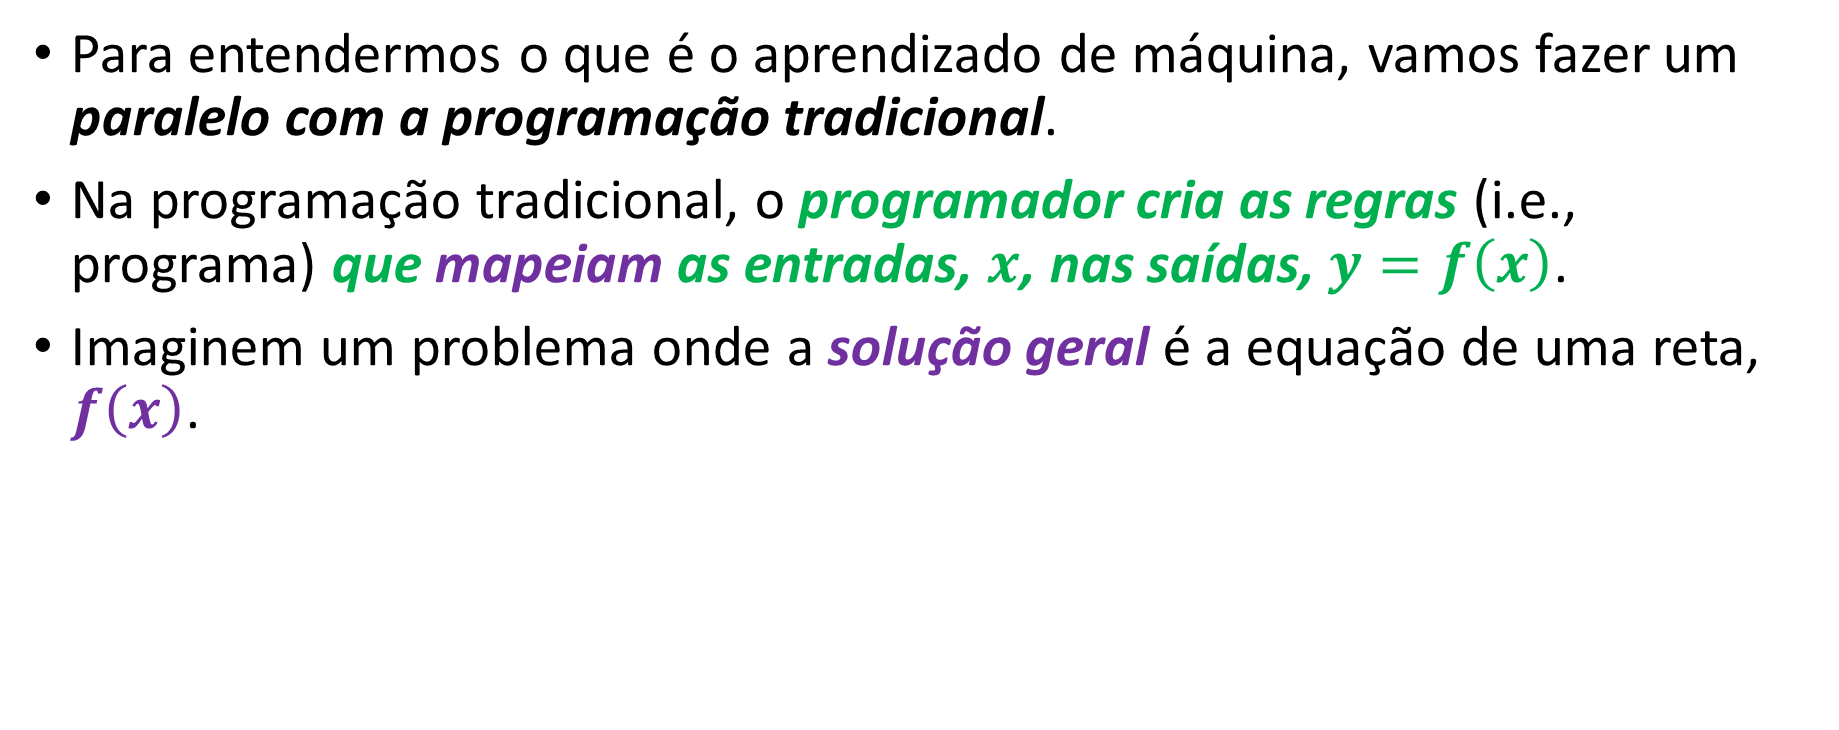 • Para entendermos o que é o aprendizado de máquina, vamos fazer um
paralelo com a programação tradicional.
• Na programação tradicional, o programador cria as regras (i.e.,
programa) que mapeiam as entradas, x, nas saídas, y = f(x).
• Imaginem um problema onde a solução geral é a equação de uma reta,
f(x).